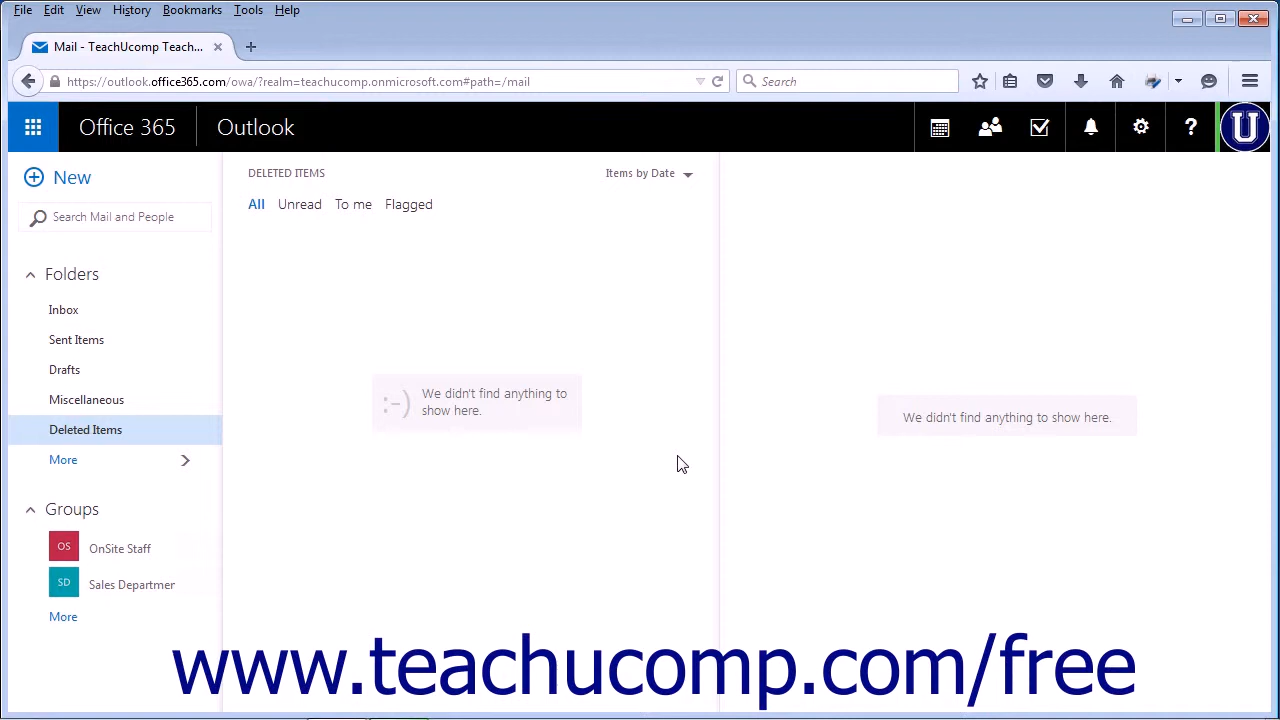 File Edit View History Bookmarks Tools Help
Mail - TeachUcomp Teach...
https://outlook.office365.com/owa/?realm=teachucomp.onmicrosoft.com#path=/mail
Search
Office 365
Outlook
?
U
New
Search Mail and People
Folders
Inbox
Sent Items
Drafts
Miscellaneous
Deleted Items
More
Groups
OS OnSite Staff
SD Sales Departmer
More
DELETED ITEMS
Items by Date
All Unread To me Flagged
:-)
We didn't find anything to
show here.
We didn't find anything to show here.
www.teachucomp.com/free